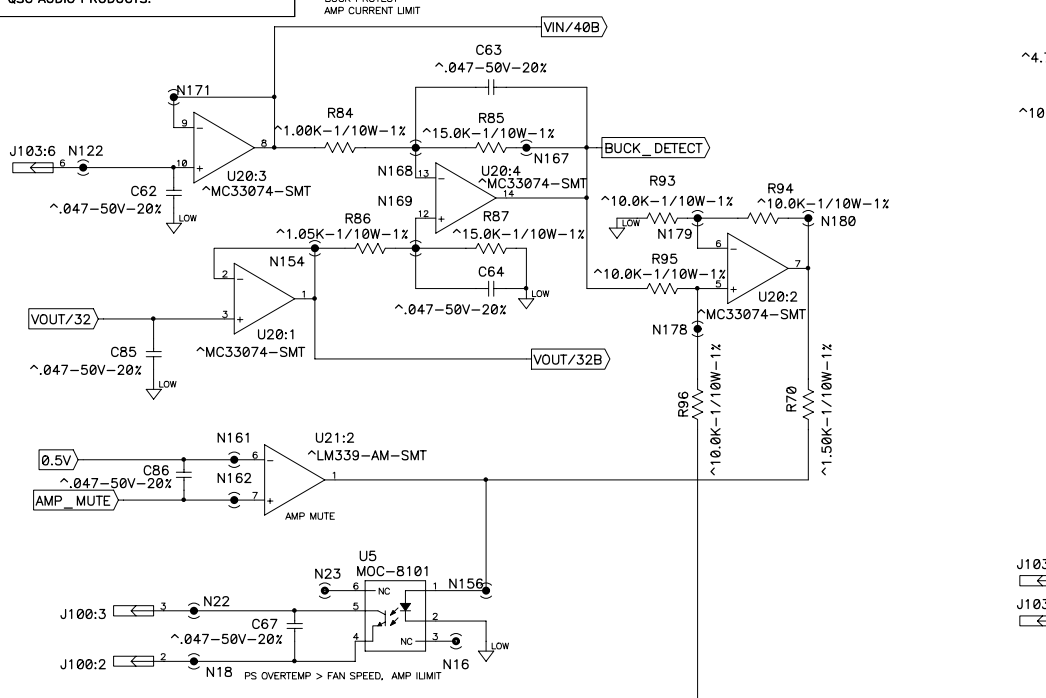 QSC AUDIO PRODUCTS.
AMP CURRENT LIMIT
VIN/40B
C63
^.047-50V-20%
^4.7
N171
R84
^1.00K-1/10W-1%
R85
^15.0K-1/10W-1%
^10
9
8
J103:6
6
N122
10
U20:3
^MC33074-SMT
N168
13
N167
BUCK_DETECT
U20:4
^MC33074-SMT
14
C62
^.047-50V-20%
LOW
N169
12
R86
^1.05K-1/10W-1%
R87
^15.0K-1/10W-1%
R93
^10.0K-1/10W-1%
R94
^10.0K-1/10W-1%
N179
N180
6
7
N154
2
1
C64
^.047-50V-20%
LOW
R95
^10.0K-1/10W-1%
5
U20:2
^MC33074-SMT
VOUT/32
3
U20:1
^MC33074-SMT
N178
C85
^.047-50V-20%
LOW
VOUT/32B
R96
^10.0K-1/10W-1%
R70
^1.50K-1/10W-1%
N161
U21:2
^LM339-AM-SMT
0.5V
6
C86
^.047-50V-20%
N162
1
AMP_MUTE
7
AMP MUTE
U5
MOC-8101
N23
6
NC
1
N156
J100:3
3
N22
5
2
C67
^.047-50V-20%
4
NC
3
LOW
J100:2
2
N18
N16
PS OVERTEMP > FAN SPEED, AMP ILIMIT
J103
J103